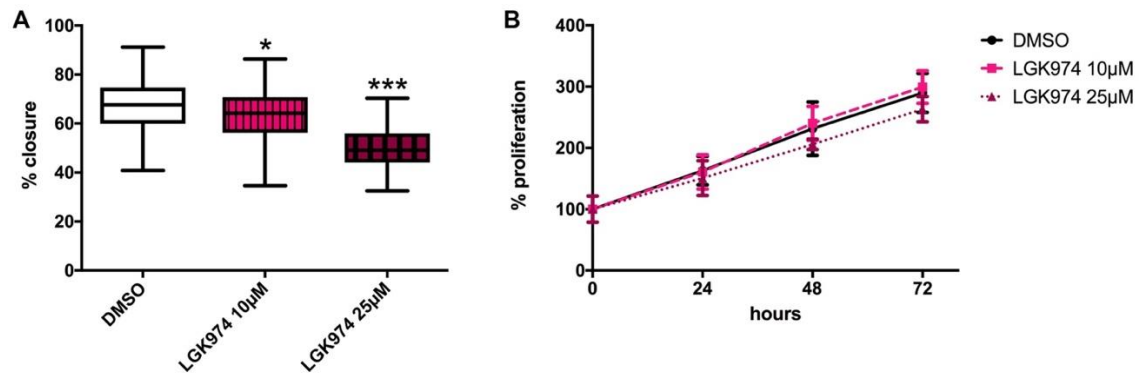 A
% closure
100
80
60
40
20
0
*
***
DMSO
LGK974 10µM
LGK974 25µM
B
% proliferation
400
300
200
100
0
0 24 48 72
hours
DMSO
LGK974 10µM
LGK974 25µM